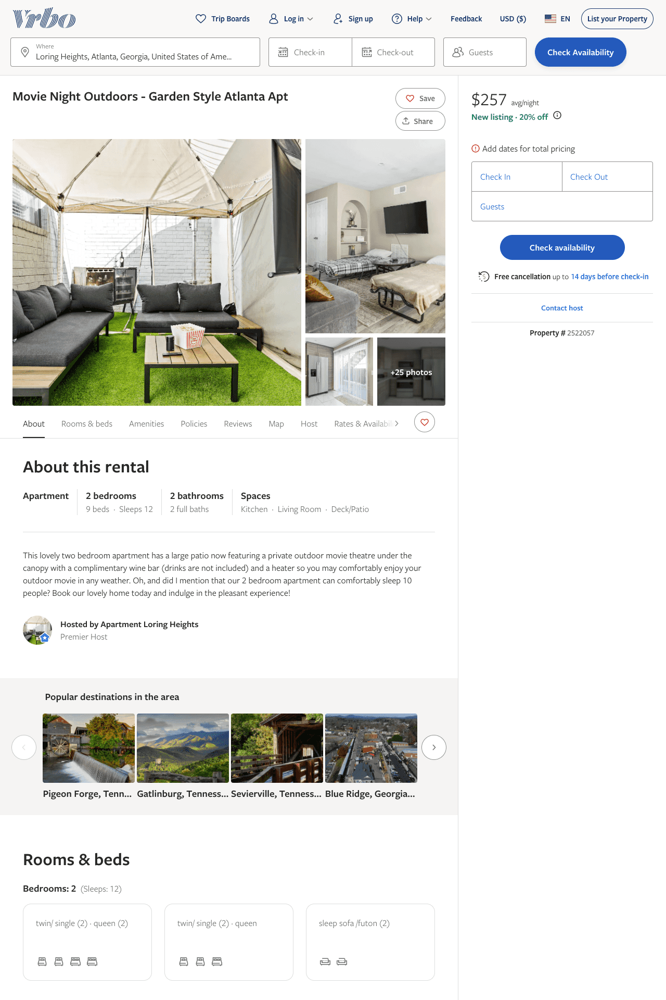 Vrbo
Trip Boards
Log in
Sign up
Help
Feedback
USD ($)
EN
List your Property
Where
Loring Heights, Atlanta, Georgia, United States of Ame...
Check-in
Check-out
Guests
Check Availability
Movie Night Outdoors - Garden Style Atlanta Apt
Save
Share
$257 avg/night
New listing · 20% off
Add dates for total pricing
Check In
Check Out
Guests
Check availability
Free cancellation up to 14 days before check-in
Contact host
Property # 2522057
+25 photos
About
Rooms & beds
Amenities
Policies
Reviews
Map
Host
Rates & Availabili
About this rental
Apartment
2 bedrooms
9 beds · Sleeps 12
2 bathrooms
2 full baths
Spaces
Kitchen · Living Room · Deck/Patio
This lovely two bedroom apartment has a large patio now featuring a private outdoor movie theatre under the
canopy with a complimentary wine bar (drinks are not included) and a heater so you may comfortably enjoy your
outdoor movie in any weather. Oh, and did I mention that our 2 bedroom apartment can comfortably sleep 10
people? Book our lovely home today and indulge in the pleasant experience!
Hosted by Apartment Loring Heights
Premier Host
Popular destinations in the area
Pigeon Forge, Tenn...
Gatlinburg, Tenness...
Sevierville, Tenness...
Blue Ridge, Georgia...
Rooms & beds
Bedrooms: 2 (Sleeps: 12)
twin/ single (2) · queen (2)
twin/ single (2) · queen
sleep sofa /futon (2)